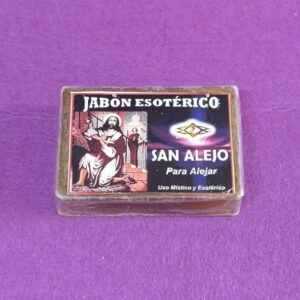 JABÓN ESOTÉRICO
SAN ALEJO
Para Alejar
Uso Místico y Esotérico